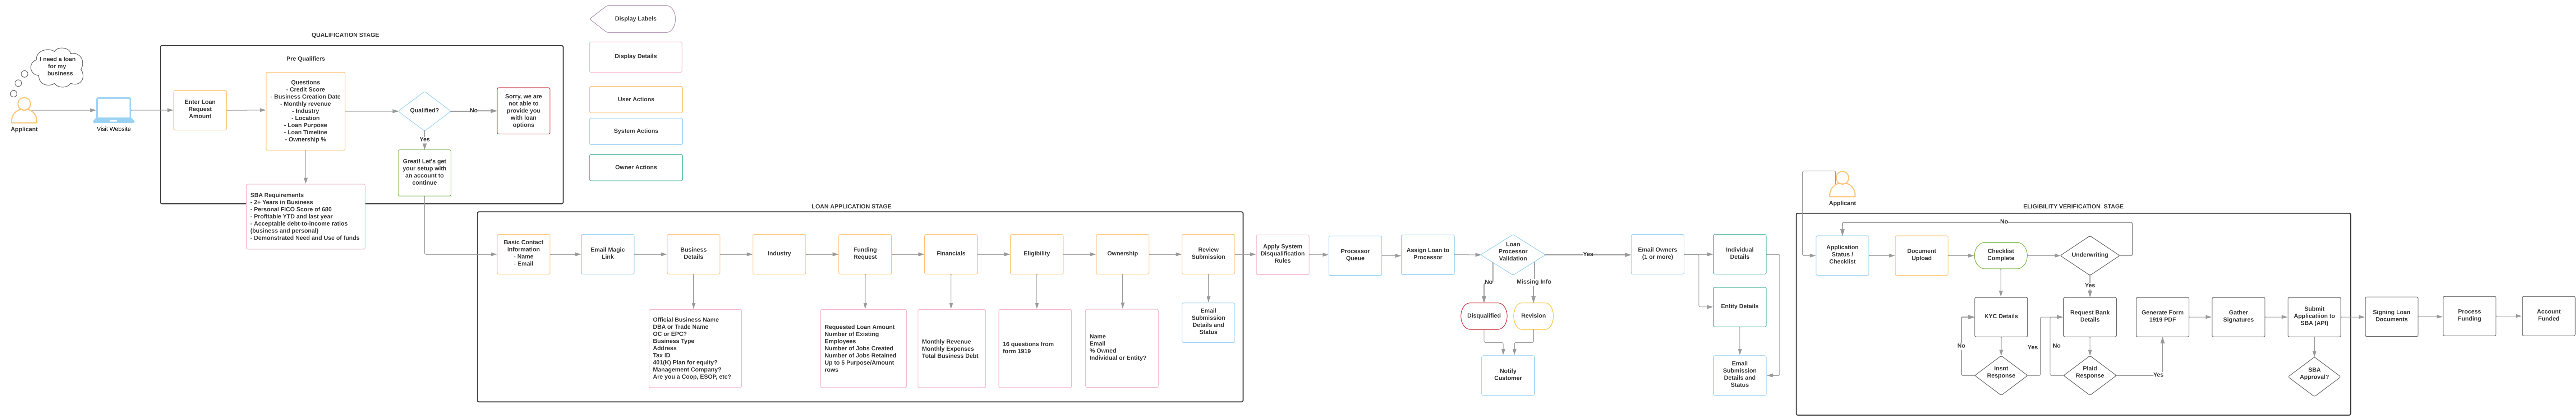 I need a loan
for my
business
Applicant
Visit Website
QUALIFICATION STAGE
Pre Qualifiers
Enter Loan
Request
Amount
Questions
- Credit Score
- Business Creation Date
- Monthly revenue
- Industry
- Location
- Loan Purpose
- Loan Timeline
- Ownership %
Qualified?
No
Sorry, we are
not able to
provide you
with loan
options
Yes
Great! Let's get
your setup with
an account to
continue
SBA Requirements
- 2+ Years in Business
- Personal FICO Score of 680
- Profitable YTD and last year
- Acceptable debt-to-income ratios
(business and personal)
- Demonstrated Need and Use of funds
Display Labels
Display Details
User Actions
System Actions
Owner Actions
LOAN APPLICATION STAGE
Basic Contact
Information
- Name
- Email
Email Magic
Link
Business
Details
Industry
Funding
Request
Financials
Eligibility
Ownership
Review
Submission
Official Business Name
DBA or Trade Name
OC or EPC?
Business Type
Address
Tax ID
401(K) Plan for equity?
Management Company?
Are you a Coop, ESOP, etc?
Requested Loan Amount
Number of Existing
Employees
Number of Jobs Created
Number of Jobs Retained
Up to 5 Purpose/Amount
rows
Monthly Revenue
Monthly Expenses
Total Business Debt
16 questions from
form 1919
Name
Email
% Owned
Individual or Entity?
Email
Submission
Details and
Status
Apply System
Disqualification
Rules
Processor
Queue
Assign Loan to
Processor
Loan
Processor
Validation
Yes
No
Missing Info
Disqualified
Revision
Notify
Customer
Email Owners
(1 or more)
Individual
Details
Entity Details
Email
Submission
Details and
Status
Applicant
ELIGIBILITY VERIFICATION  STAGE
No
Application
Status /
Checklist
Document
Upload
Checklist
Complete
Underwriting
Yes
KYC Details
Request Bank
Details
Generate Form
1919 PDF
Gather
Signatures
Submit
Application to
SBA (API)
No
Yes
No
Insnt
Response
Plaid
Response
Yes
SBA
Approval?
Signing Loan
Documents
Process
Funding
Account
Funded